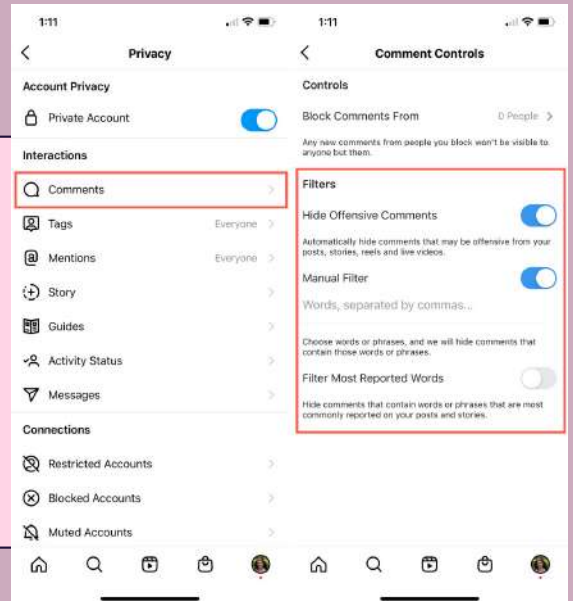 1:11
Privacy
Account Privacy
Private Account
Interactions
Comments
Tags Everyone
Mentions Everyone
Story
Guides
Activity Status
Messages
Connections
Restricted Accounts
Blocked Accounts
Muted Accounts
1:11
Comment Controls
Controls
Block Comments From 0 People
Any new comments from people you block won't be visible to
anyone but them.
Filters
Hide Offensive Comments
Automatically hide comments that may be offensive from your
posts, stories, reels and live videos.
Manual Filter
Words, separated by commas...
Choose words or phrases, and we will hide comments that
contain those words or phrases.
Filter Most Reported Words
Hide comments that contain words or phrases that are most
commonly reported on your posts and stories.